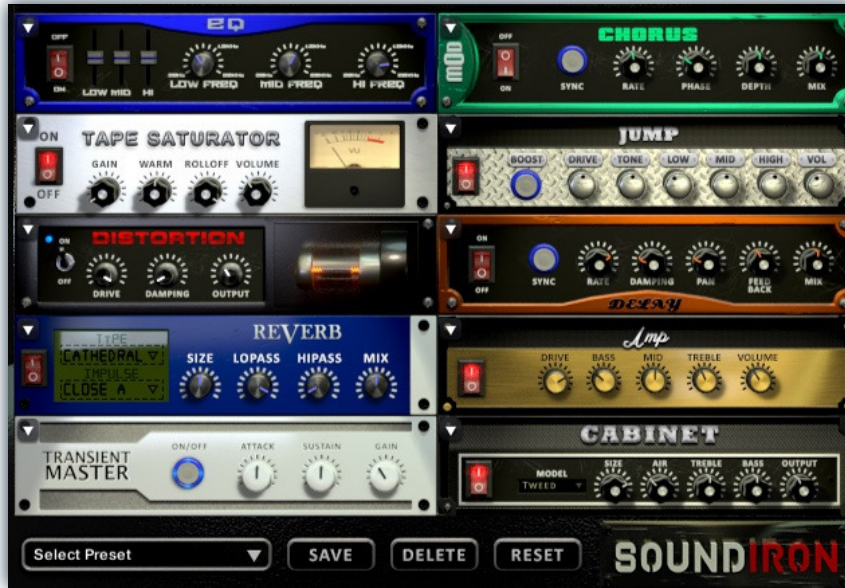 EQ
OFF
ON
LOW MID HI
LOW FREQ MID FREQ HI FREQ
MOD
CHORUS
OFF
ON
SYNC RATE PHASE DEPTH MIX
ON
TAPE SATURATOR
GAIN WARM ROLLOFF VOLUME
OFF
VU
JUMP
BOOST DRIVE TONE LOW MID HIGH VOL
DISTORTION
ON
OFF
DRIVE DAMPING OUTPUT
ON
OFF
SYNC RATE DAMPING PAN FEED BACK MIX
DELAY
REVERB
TYPE
CATHEDRAL
IMPULSE
CLOSE A
SIZE LOPASS HIPASS MIX
Amp
DRIVE BASS MID TREBLE VOLUME
TRANSIENT
MASTER
ON/OFF ATTACK SUSTAIN GAIN
CABINET
MODEL
TWEED
SIZE AIR TREBLE BASS OUTPUT
Select Preset SAVE DELETE RESET
SOUNDIRON